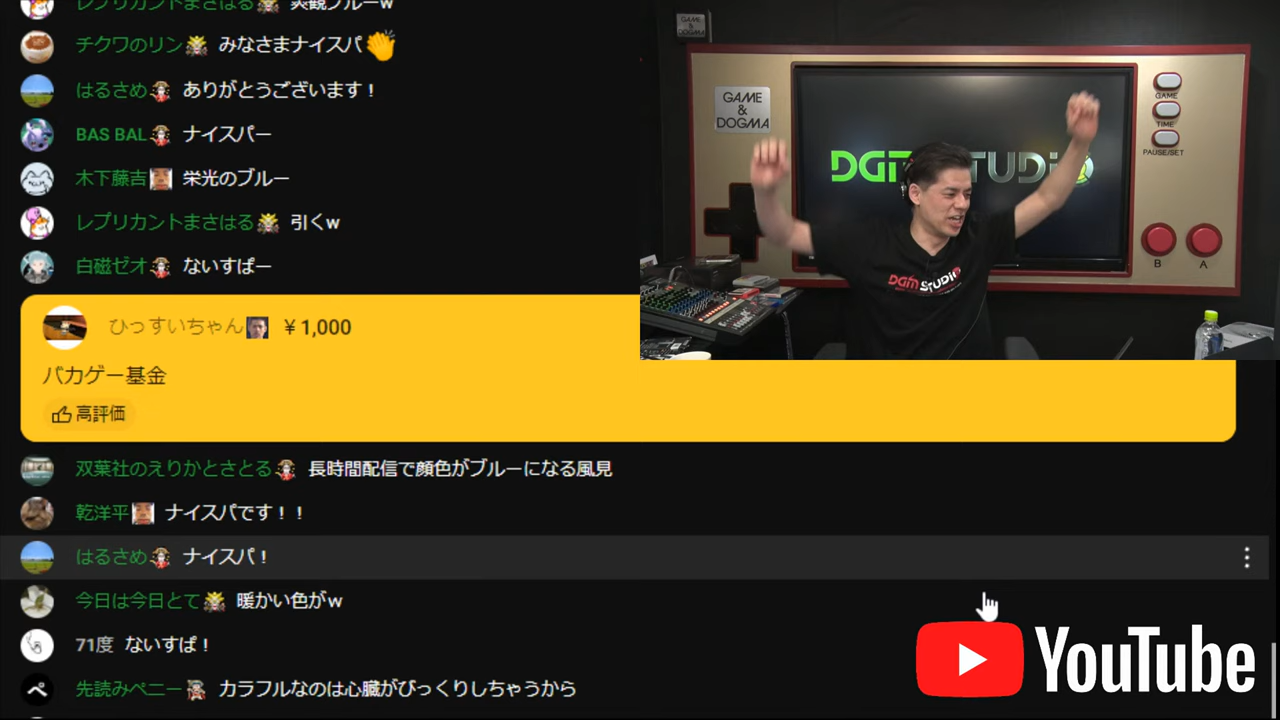 レプリカントまさはる 美観ブルーw
チクワのリン みなさまナイスパ
はるさめ ありがとうございます！
BAS BAL ナイスパー
木下藤吉 栄光のブルー
レプリカントまさはる 引くw
白磁ゼオ ないすぱー
ひっすいちゃん ￥1,000
バカゲー基金
高評価
双葉社のえりかとさとる 長時間配信で顔色がブルーになる風見
乾洋平 ナイスパです！！
はるさめ ナイスパ！
今日は今日とて 暖かい色がw
71度 ないすぱ！
先読みペニー カラフルなのは心臓がびっくりしちゃうから
ペ
GAME
&
DOGMA
GAME
& DOGMA
DGM STUDiO
GAME
TIME
PAUSE/SET
B
A
DGM STUDiO
YouTube